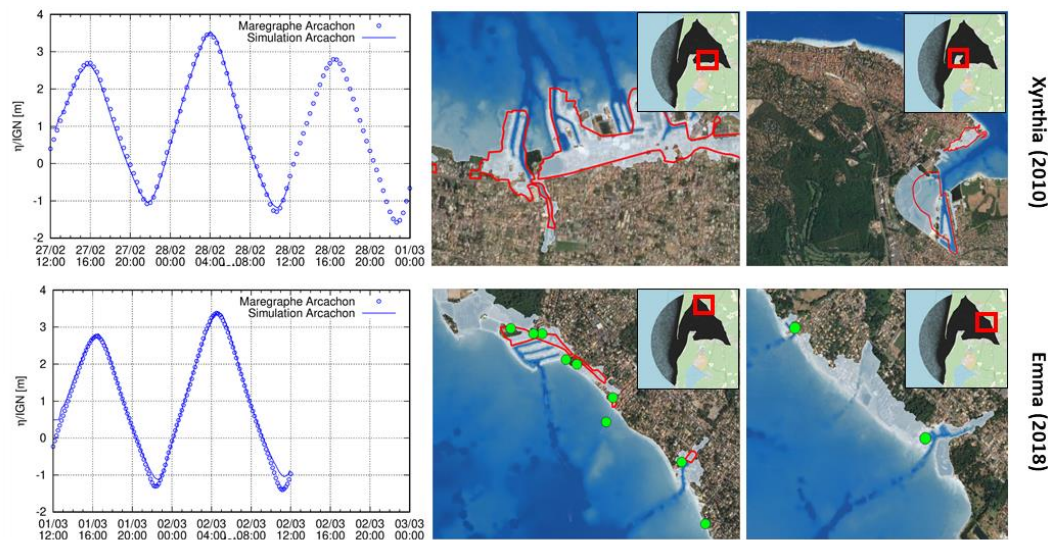 Maregraphe Arcachon
Simulation Arcachon
η/IGN [m]
4
3
2
1
0
-1
-2
27/02 27/02 27/02 28/02 28/02 28/02 28/02 28/02 28/02 01/03
12:00 16:00 20:00 00:00 04:00 08:00 12:00 16:00 20:00 00:00
Xynthia (2010)
Maregraphe Arcachon
Simulation Arcachon
η/IGN [m]
4
3
2
1
0
-1
-2
01/03 01/03 01/03 02/03 02/03 02/03 02/03 02/03 02/03 03/03
12:00 16:00 20:00 00:00 04:00 08:00 12:00 16:00 20:00 00:00
Emma (2018)